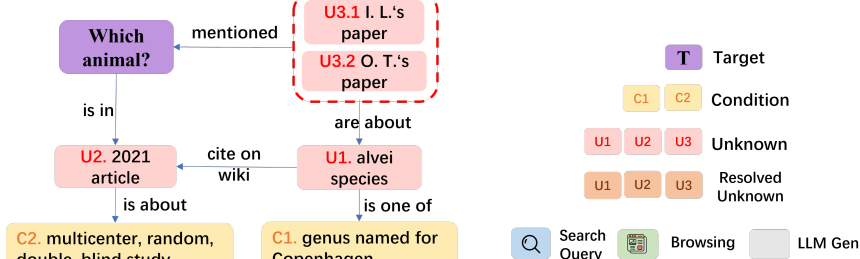 Which
animal?
mentioned
U3.1 I. L.‘s
paper
U3.2 O. T.‘s
paper
is in
are about
U2. 2021
article
cite on
wiki
U1. alvei
species
is about
is one of
C2. multicenter, random,
double, blind study
C1. genus named for
Copenhagen
T Target
C1 C2 Condition
U1 U2 U3 Unknown
U1 U2 U3 Resolved
Unknown
Search
Query
Browsing
LLM Gen